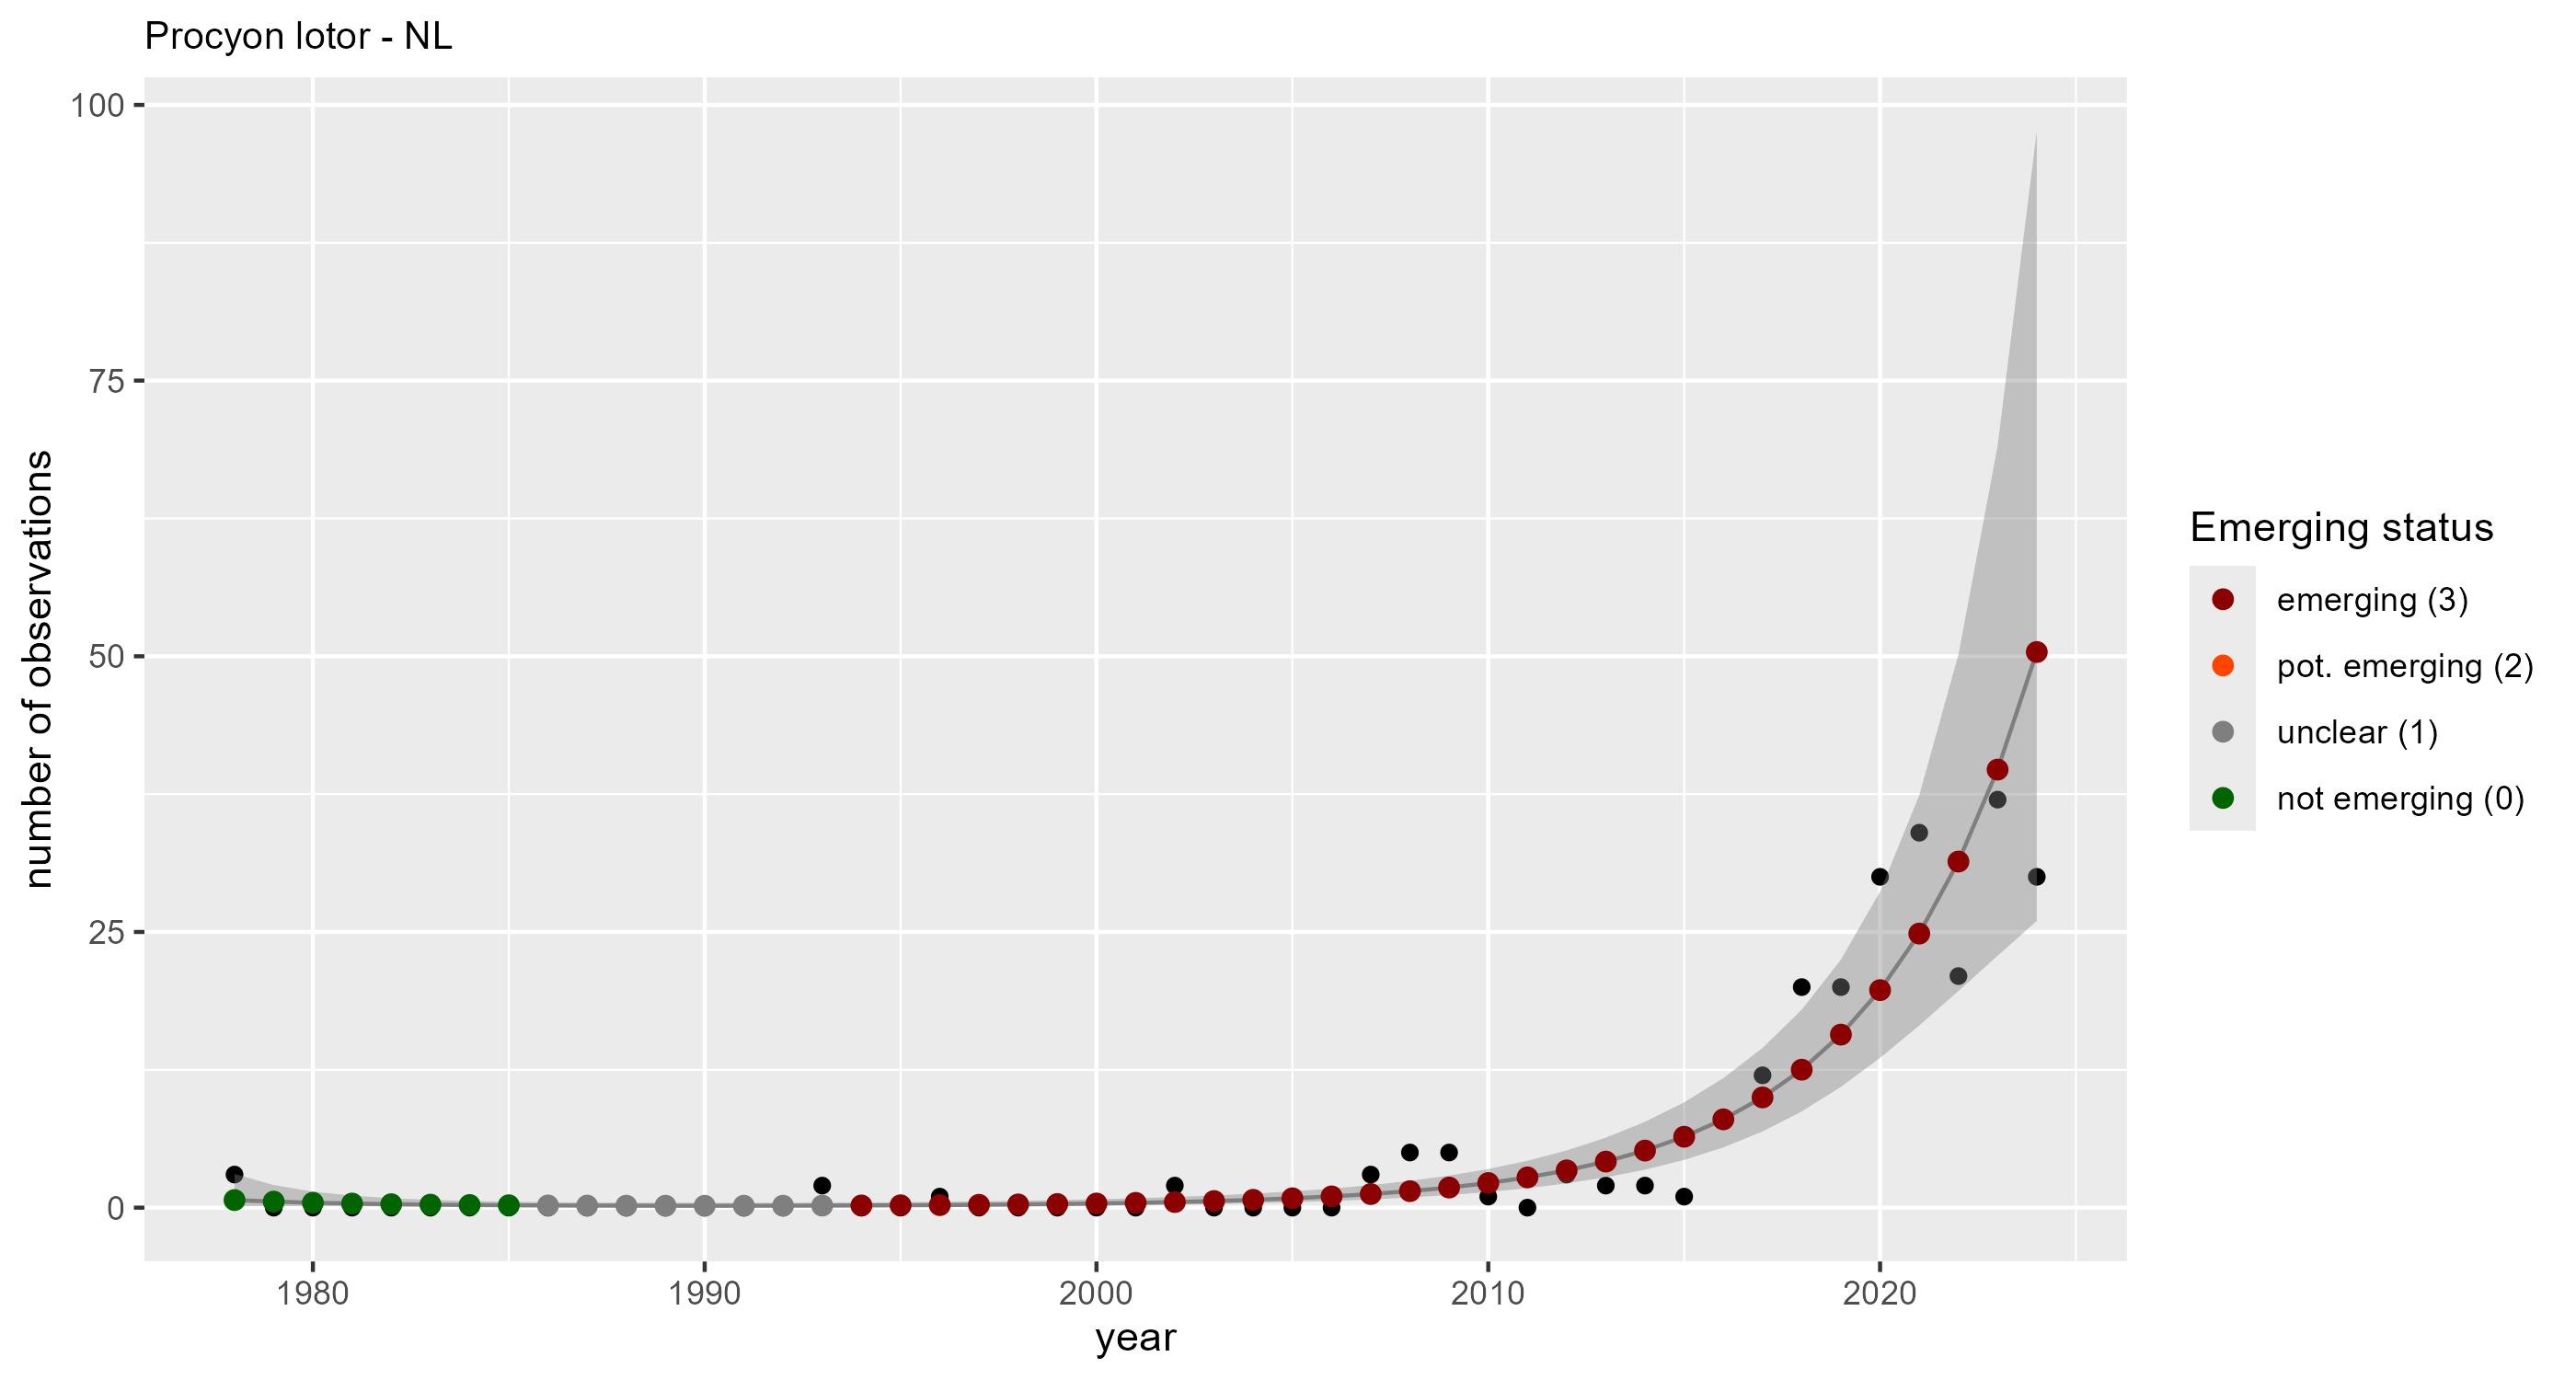 Procyon lotor - NL
100
75
50
25
0
number of observations
1980
1990
2000
2010
2020
year
Emerging status
emerging (3)
pot. emerging (2)
unclear (1)
not emerging (0)